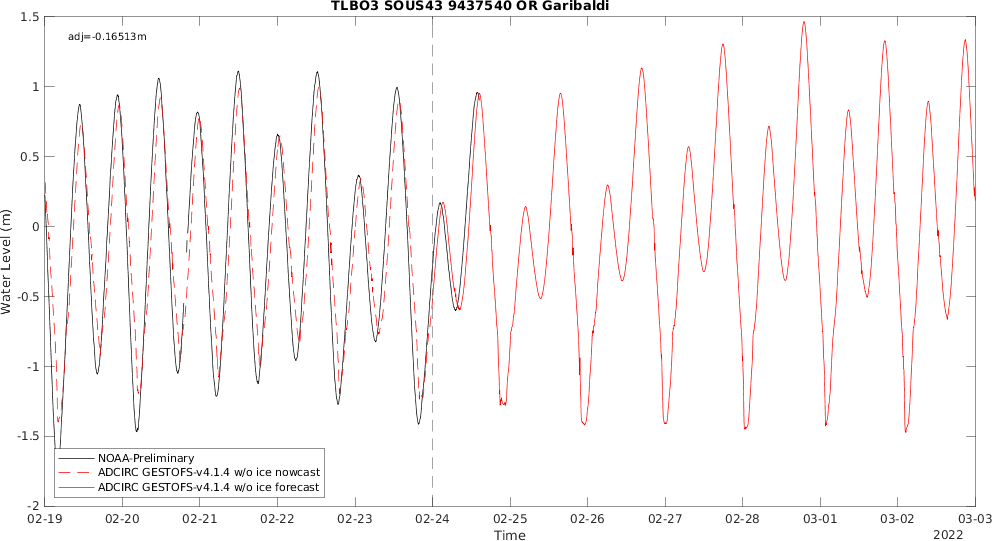 TLBO3 SOUS43 9437540 OR Garibaldi
adj=-0.16513m
1.5
1
0.5
0
-0.5
-1
-1.5
-2
Water Level (m)
NOAA-Preliminary
ADCIRC GESTOFS-v4.1.4 w/o ice nowcast
ADCIRC GESTOFS-v4.1.4 w/o ice forecast
02-19 02-20 02-21 02-22 02-23 02-24 02-25 02-26 02-27 02-28 03-01 03-02 03-03
Time
2022